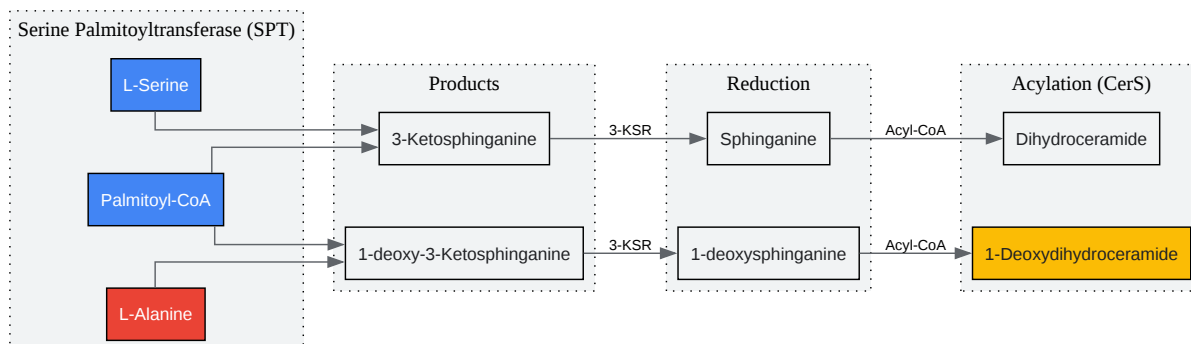 Serine Palmitoyltransferase (SPT)
L-Serine
Palmitoyl-CoA
L-Alanine
Products
3-Ketosphinganine
1-deoxy-3-Ketosphinganine
3-KSR
3-KSR
Reduction
Sphinganine
1-deoxysphinganine
Acyl-CoA
Acyl-CoA
Acylation (CerS)
Dihydroceramide
1-Deoxydihydroceramide